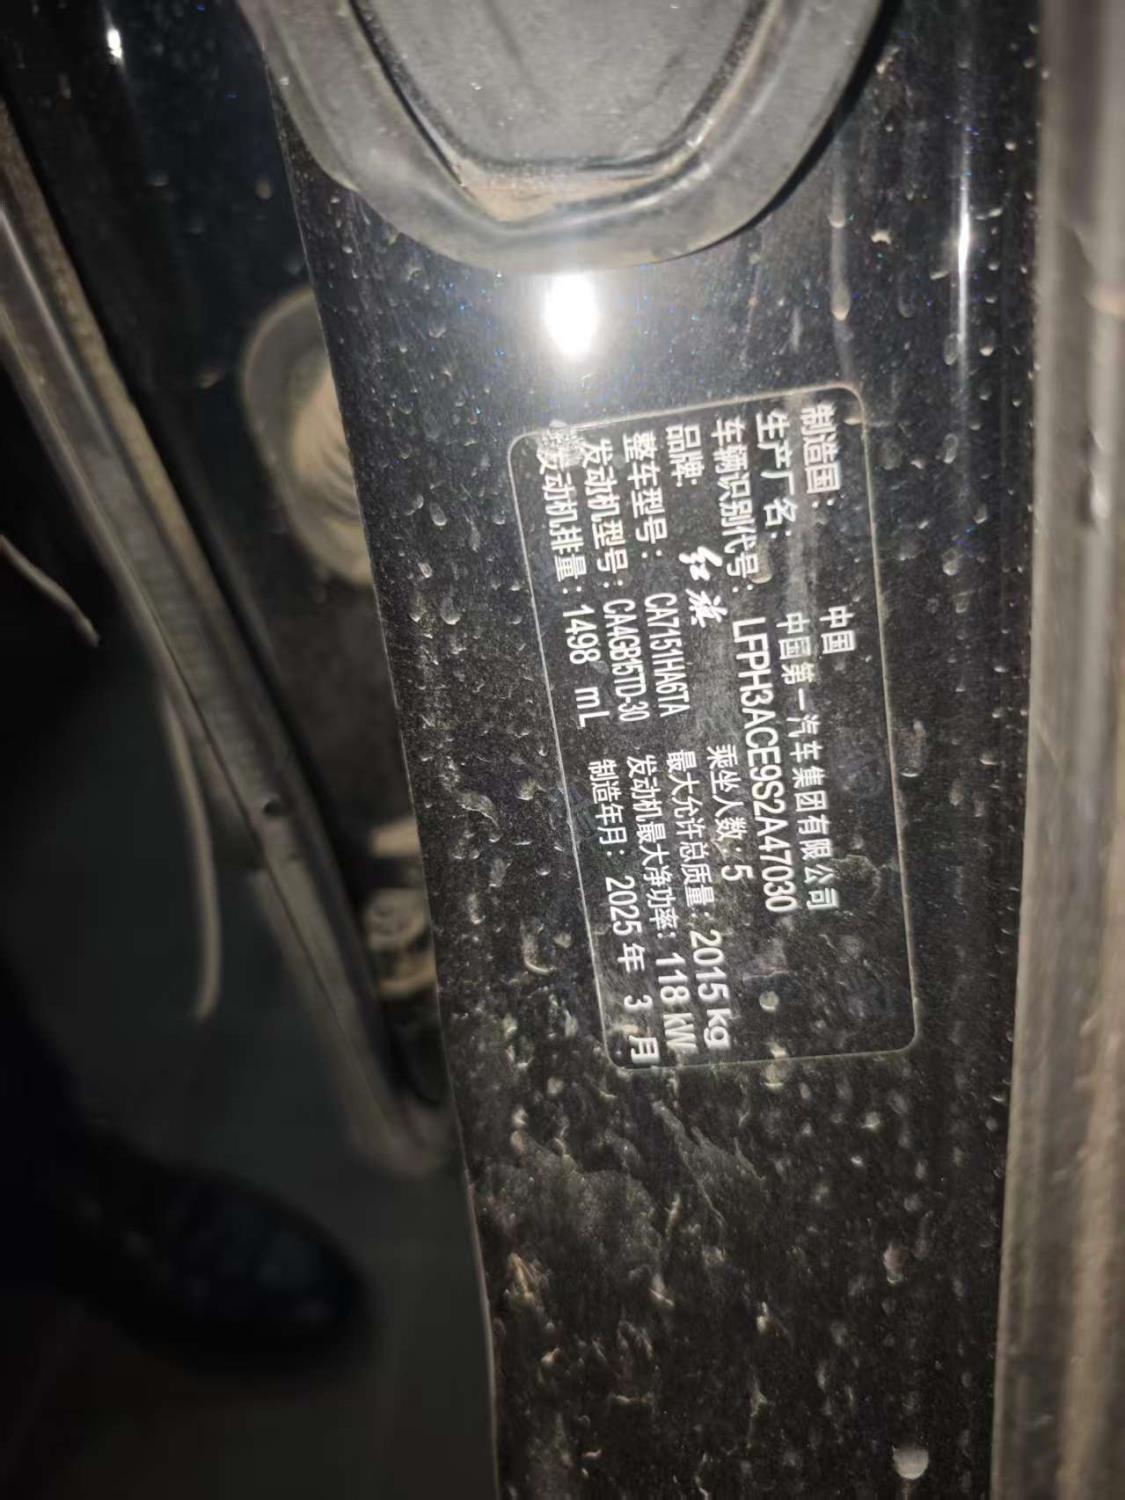 制造国: 中国
生产厂名: 中国第一汽车集团有限公司
车辆识别代号: LFPH3ACE9S2A47030
品牌: 红旗 乘坐人数: 5
整车型号: CA7151HA6TA 最大允许总质量: 2015 kg
发动机型号: CA4GB15TD-30 发动机最大净功率: 118 kW
发动机排量: 1498 mL 制造年月: 2025 年 3 月